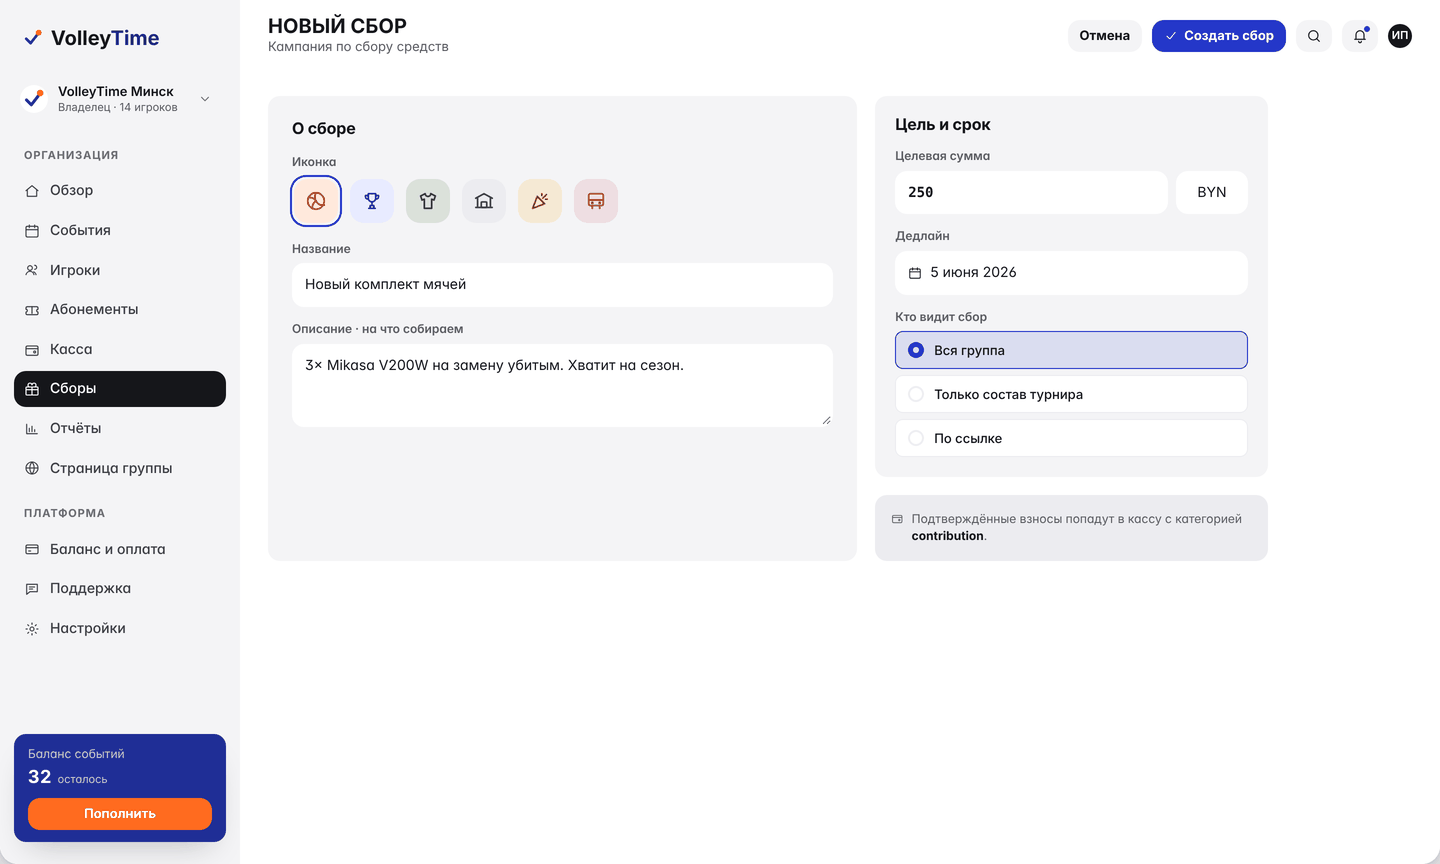 VolleyTime
НОВЫЙ СБОР
Кампания по сбору средств
Отмена
Создать сбор
ИП
VolleyTime Минск
Владелец · 14 игроков
ОРГАНИЗАЦИЯ
Обзор
События
Игроки
Абонементы
Касса
Сборы
Отчёты
Страница группы
ПЛАТФОРМА
Баланс и оплата
Поддержка
Настройки
Баланс событий
32 осталось
Пополнить
О сборе
Иконка
Название
Новый комплект мячей
Описание · на что собираем
3× Mikasa V200W на замену убитым. Хватит на сезон.
Цель и срок
Целевая сумма
250
BYN
Дедлайн
5 июня 2026
Кто видит сбор
Вся группа
Только состав турнира
По ссылке
Подтверждённые взносы попадут в кассу с категорией
contribution.